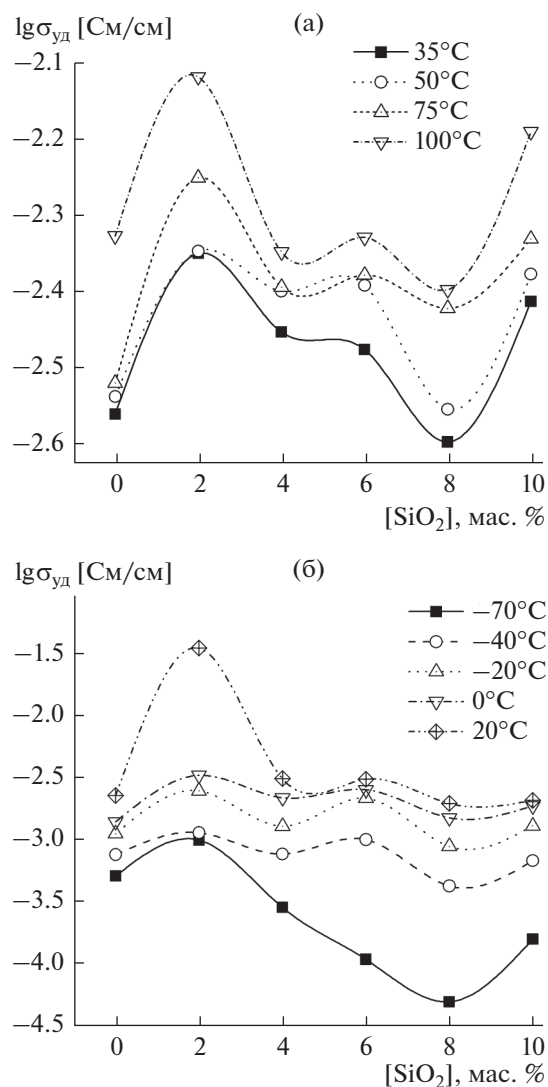 lgσуд [См/см]
(а)
−2.1
−2.2
−2.3
−2.4
−2.5
−2.6
35°C
50°C
75°C
100°C
0 2 4 6 8 10
[SiO2], мас. %
lgσуд [См/см]
(б)
−1.5
−2.0
−2.5
−3.0
−3.5
−4.0
−4.5
−70°C
−40°C
−20°C
0°C
20°C
0 2 4 6 8 10
[SiO2], мас. %